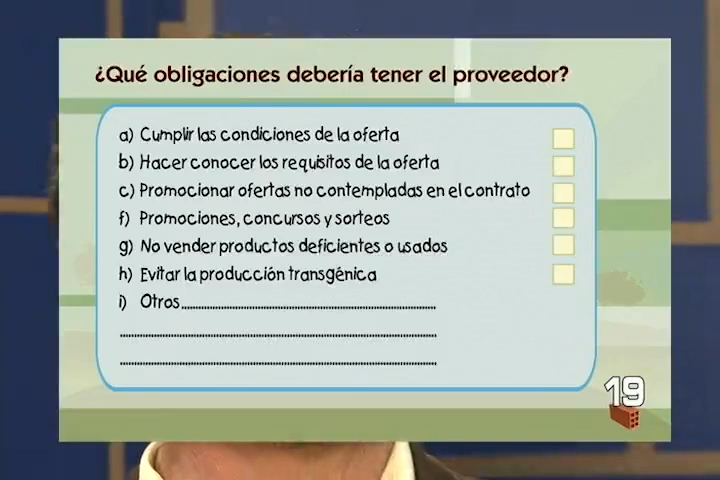 ¿Qué obligaciones debería tener el proveedor?
a) Cumplir las condiciones de la oferta
b) Hacer conocer los requisitos de la oferta
c) Promocionar ofertas no contempladas en el contrato
f) Promociones, concursos y sorteos
g) No vender productos deficientes o usados
h) Evitar la producción transgénica
i) Otros
19